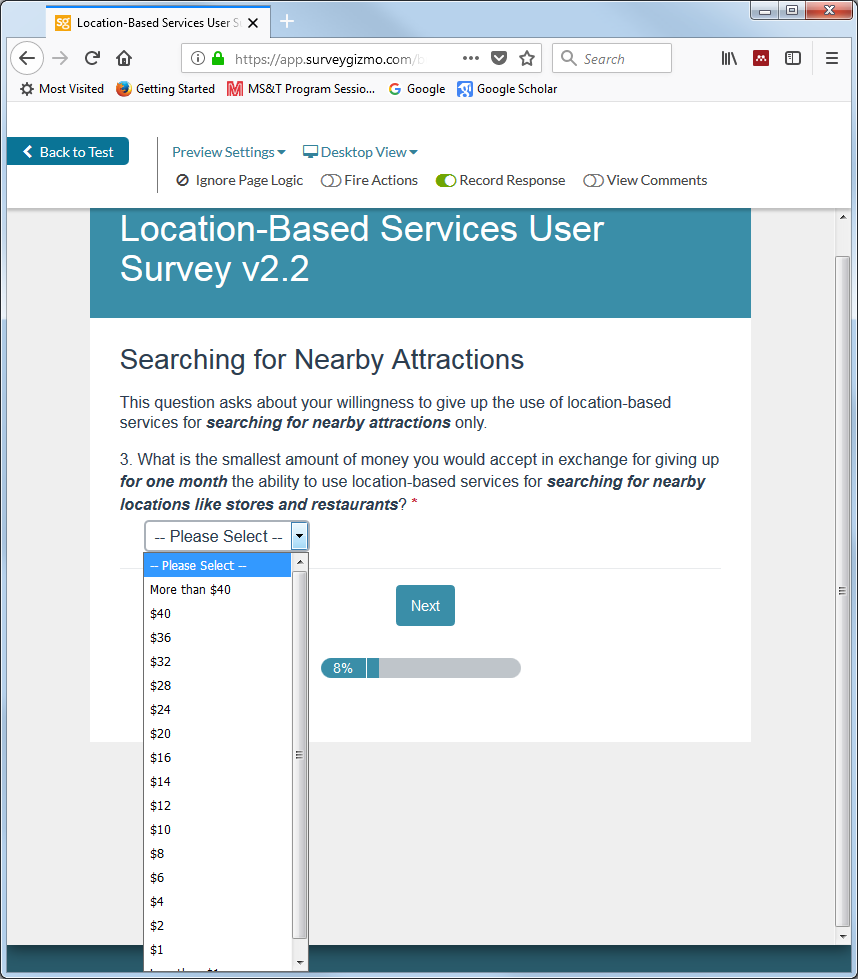 Location-Based Services User S
https://app.surveygizmo.com/b
Search
Most Visited
Getting Started
MS&T Program Sessio...
Google
Google Scholar
Back to Test
Preview Settings
Desktop View
Ignore Page Logic
Fire Actions
Record Response
View Comments
Location-Based Services User
Survey v2.2
Searching for Nearby Attractions
This question asks about your willingness to give up the use of location-based
services for searching for nearby attractions only.
3. What is the smallest amount of money you would accept in exchange for giving up
for one month the ability to use location-based services for searching for nearby
locations like stores and restaurants? *
-- Please Select --
-- Please Select --
More than $40
$40
$36
$32
$28
$24
$20
$16
$14
$12
$10
$8
$6
$4
$2
$1
Next
8%